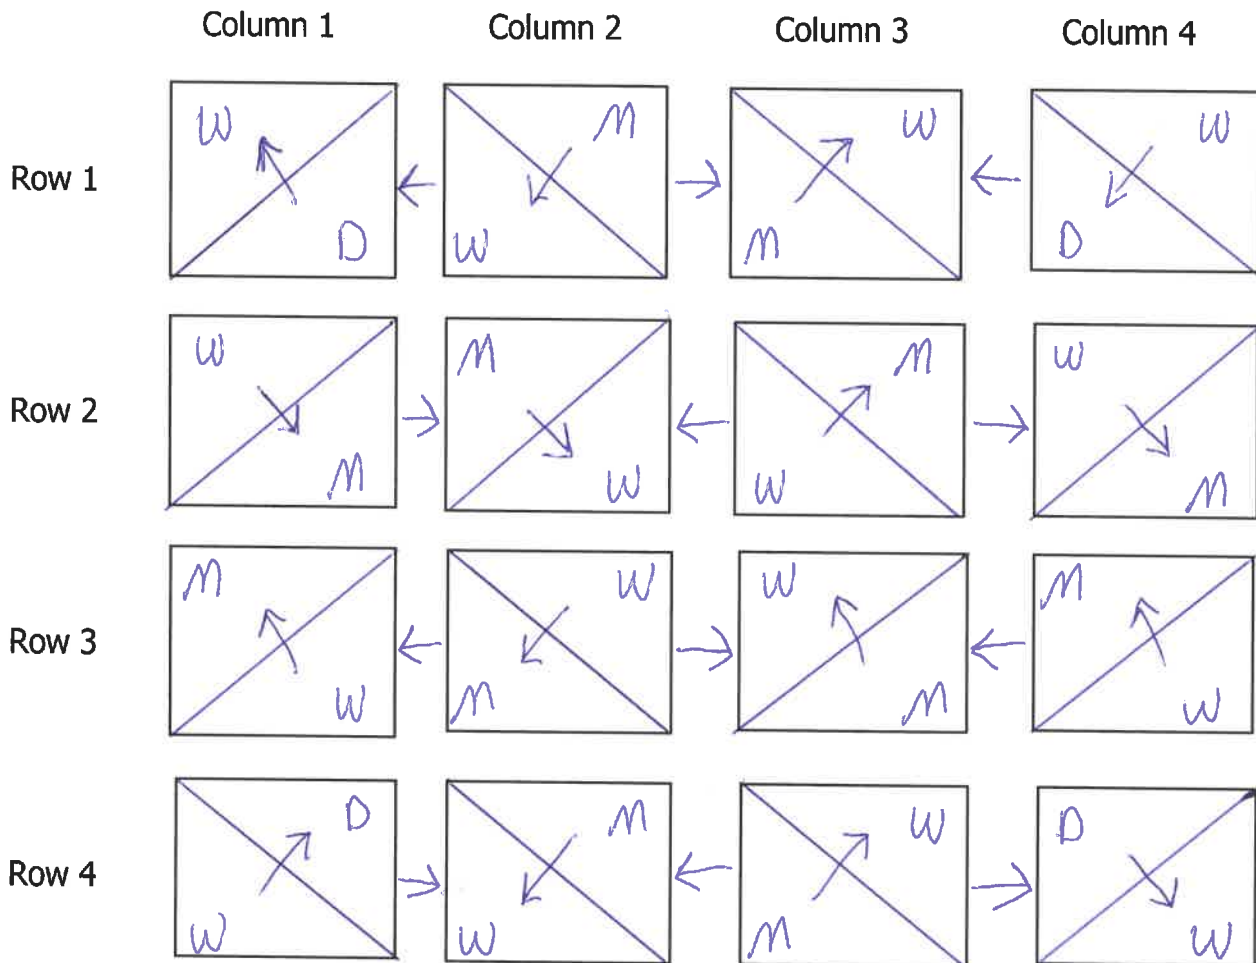 Column 1 Column 2 Column 3 Column 4
W M W W
Row 1
D W M D
W M M W
Row 2
M W W M
M W W M
Row 3
W M M W
D M W D
Row 4
W W M W